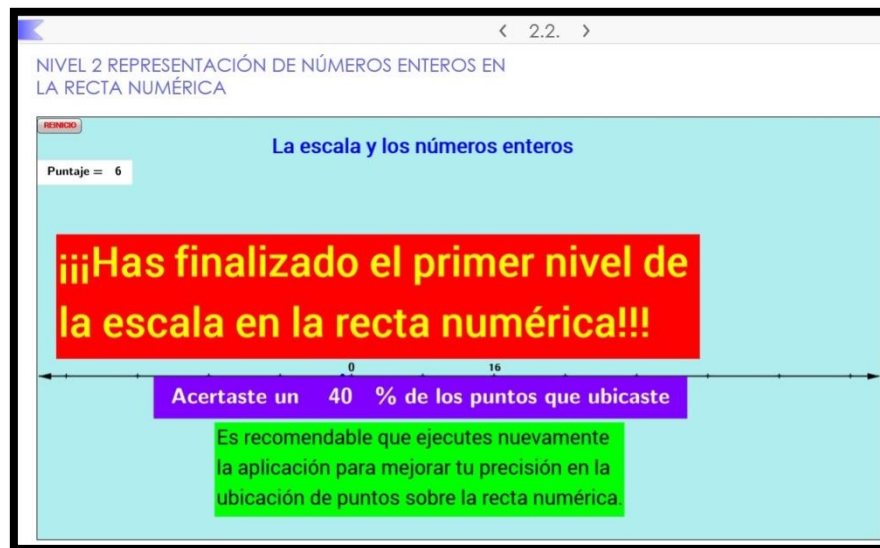 2.2.
NIVEL 2 REPRESENTACIÓN DE NÚMEROS ENTEROS EN
LA RECTA NUMÉRICA
REINICIO
La escala y los números enteros
Puntaje = 6
¡¡¡Has finalizado el primer nivel de
la escala en la recta numérica!!!
0 16
Acertaste un 40 % de los puntos que ubicaste
Es recomendable que ejecutes nuevamente
la aplicación para mejorar tu precisión en la
ubicación de puntos sobre la recta numérica.